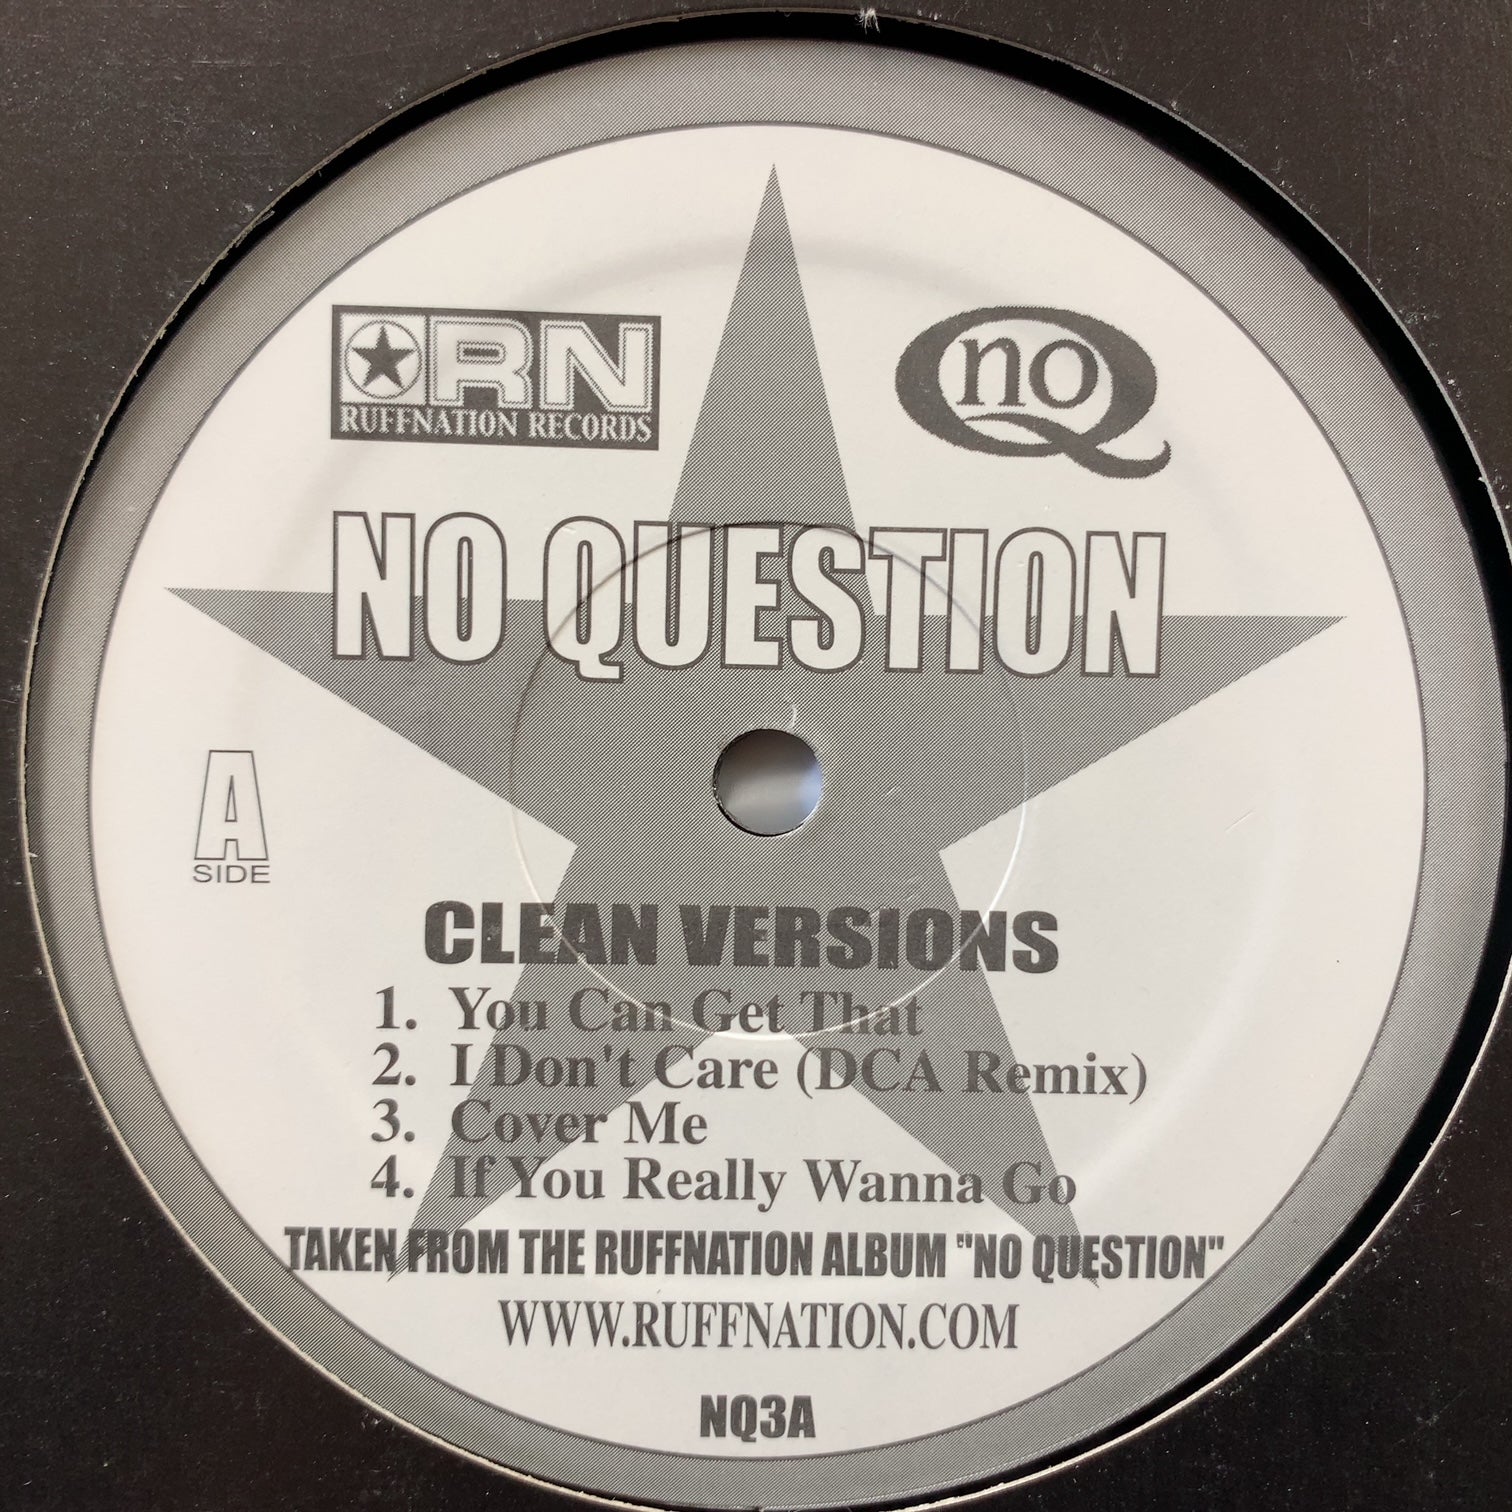 RN
RUFFNATION RECORDS
noQ
NO QUESTION
A
SIDE
CLEAN VERSIONS
1. You Can Get That
2. I Don't Care (DCA Remix)
3. Cover Me
4. If You Really Wanna Go
TAKEN FROM THE RUFFNATION ALBUM "NO QUESTION"
WWW.RUFFNATION.COM
NQ3A